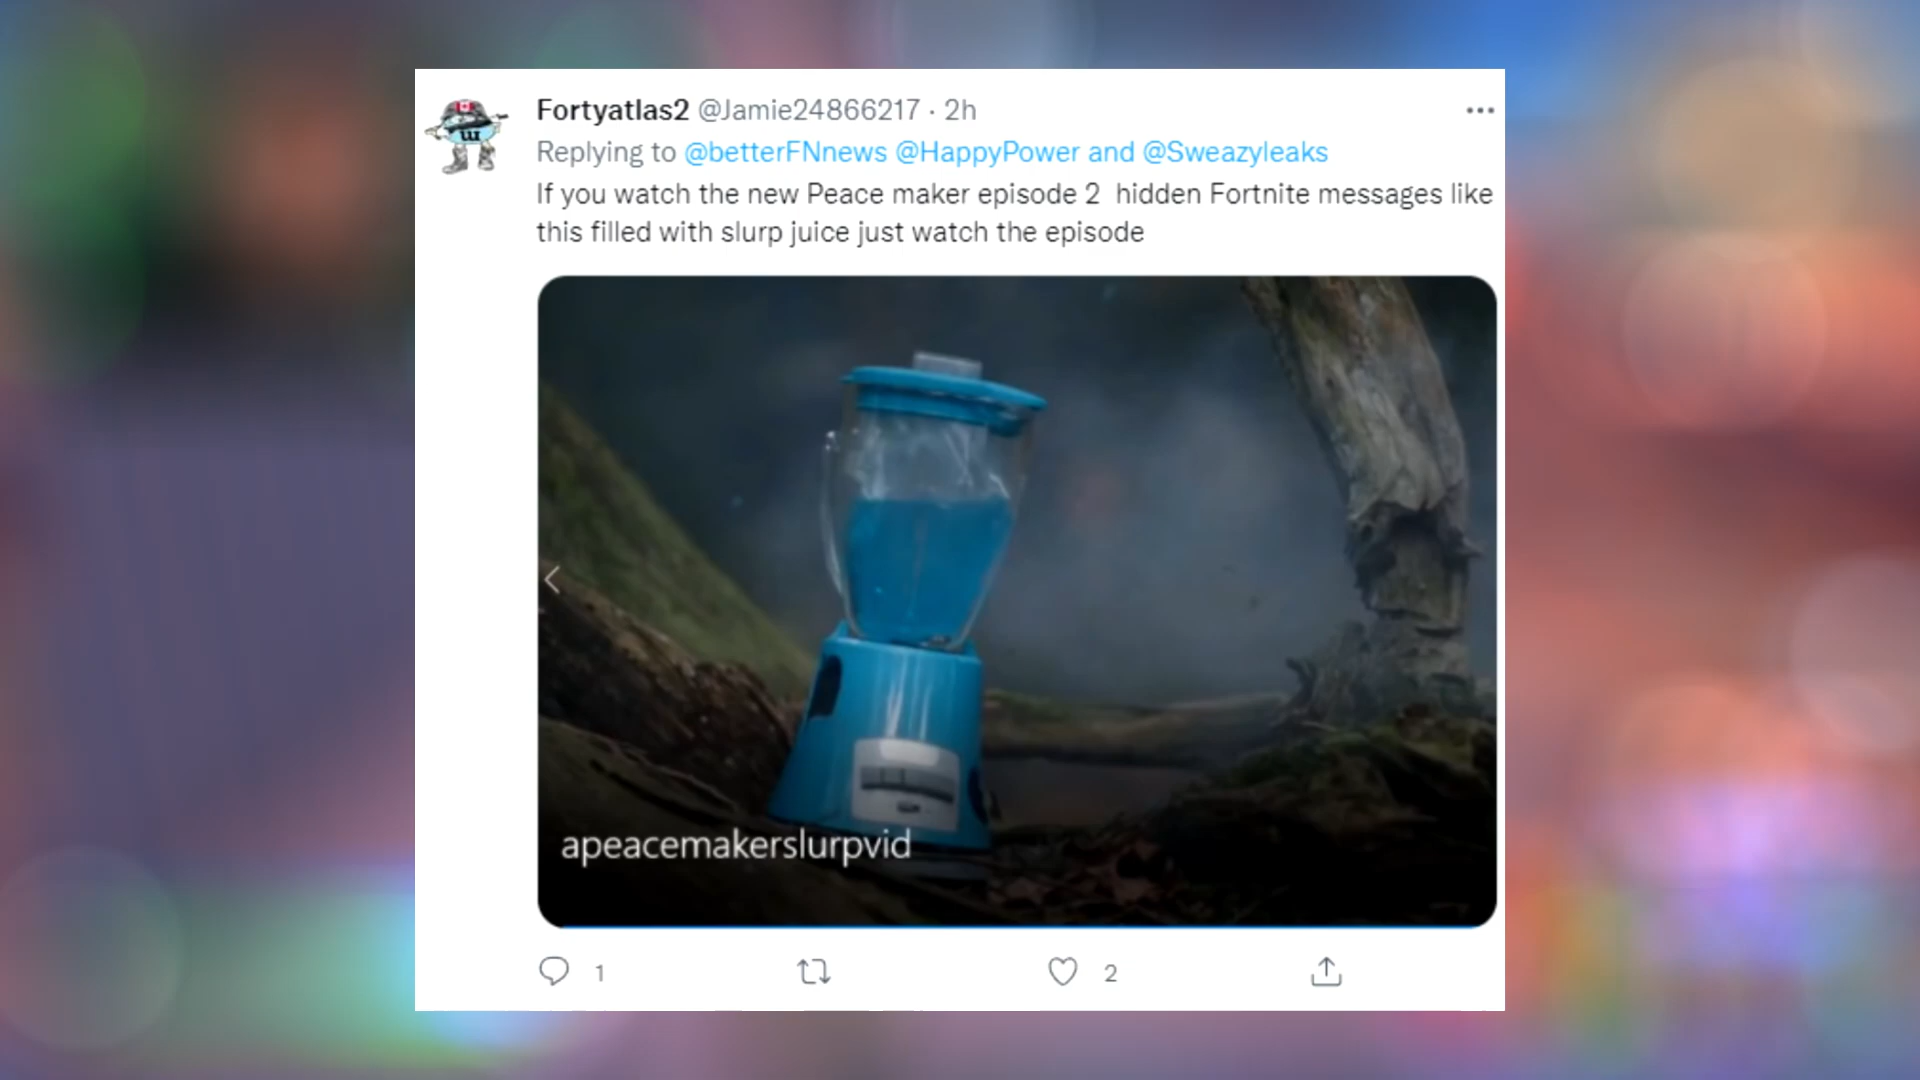 Fortyatlas2 @Jamie24866217 · 2h
Replying to @betterFNnews @HappyPower and @Sweazyleaks
If you watch the new Peace maker episode 2  hidden Fortnite messages like
this filled with slurp juice just watch the episode
apeacemakerslurpvid
1 2